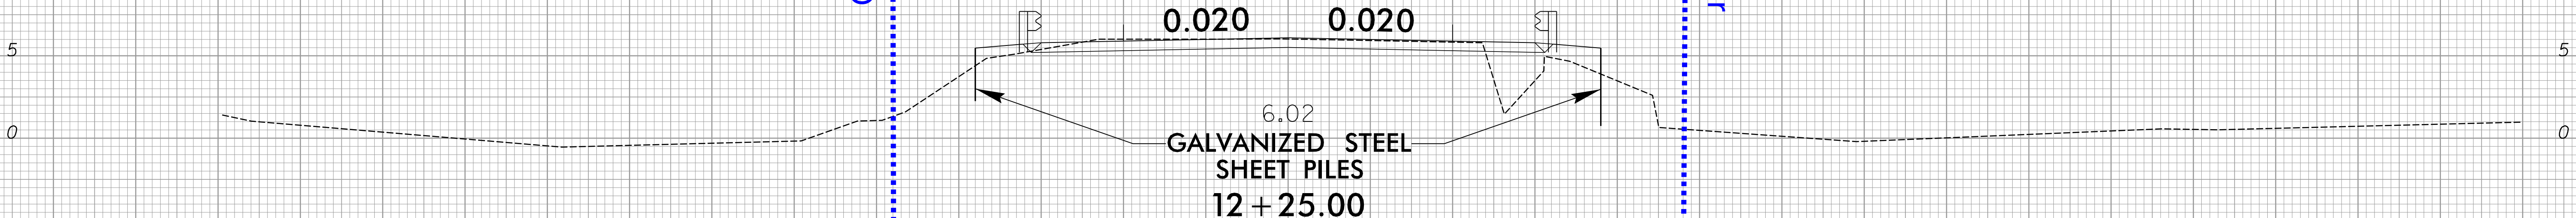 0.020 0.020
5 5
6.02
0 0
GALVANIZED STEEL
SHEET PILES
12+25.00